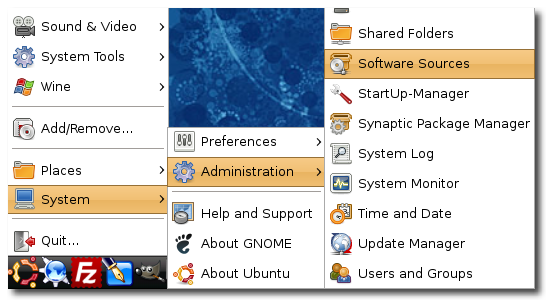 Sound & Video
System Tools
Wine
Add/Remove...
Places
System
Quit...
Preferences
Administration
Help and Support
About GNOME
About Ubuntu
Shared Folders
Software Sources
StartUp-Manager
Synaptic Package Manager
System Log
System Monitor
Time and Date
Update Manager
Users and Groups